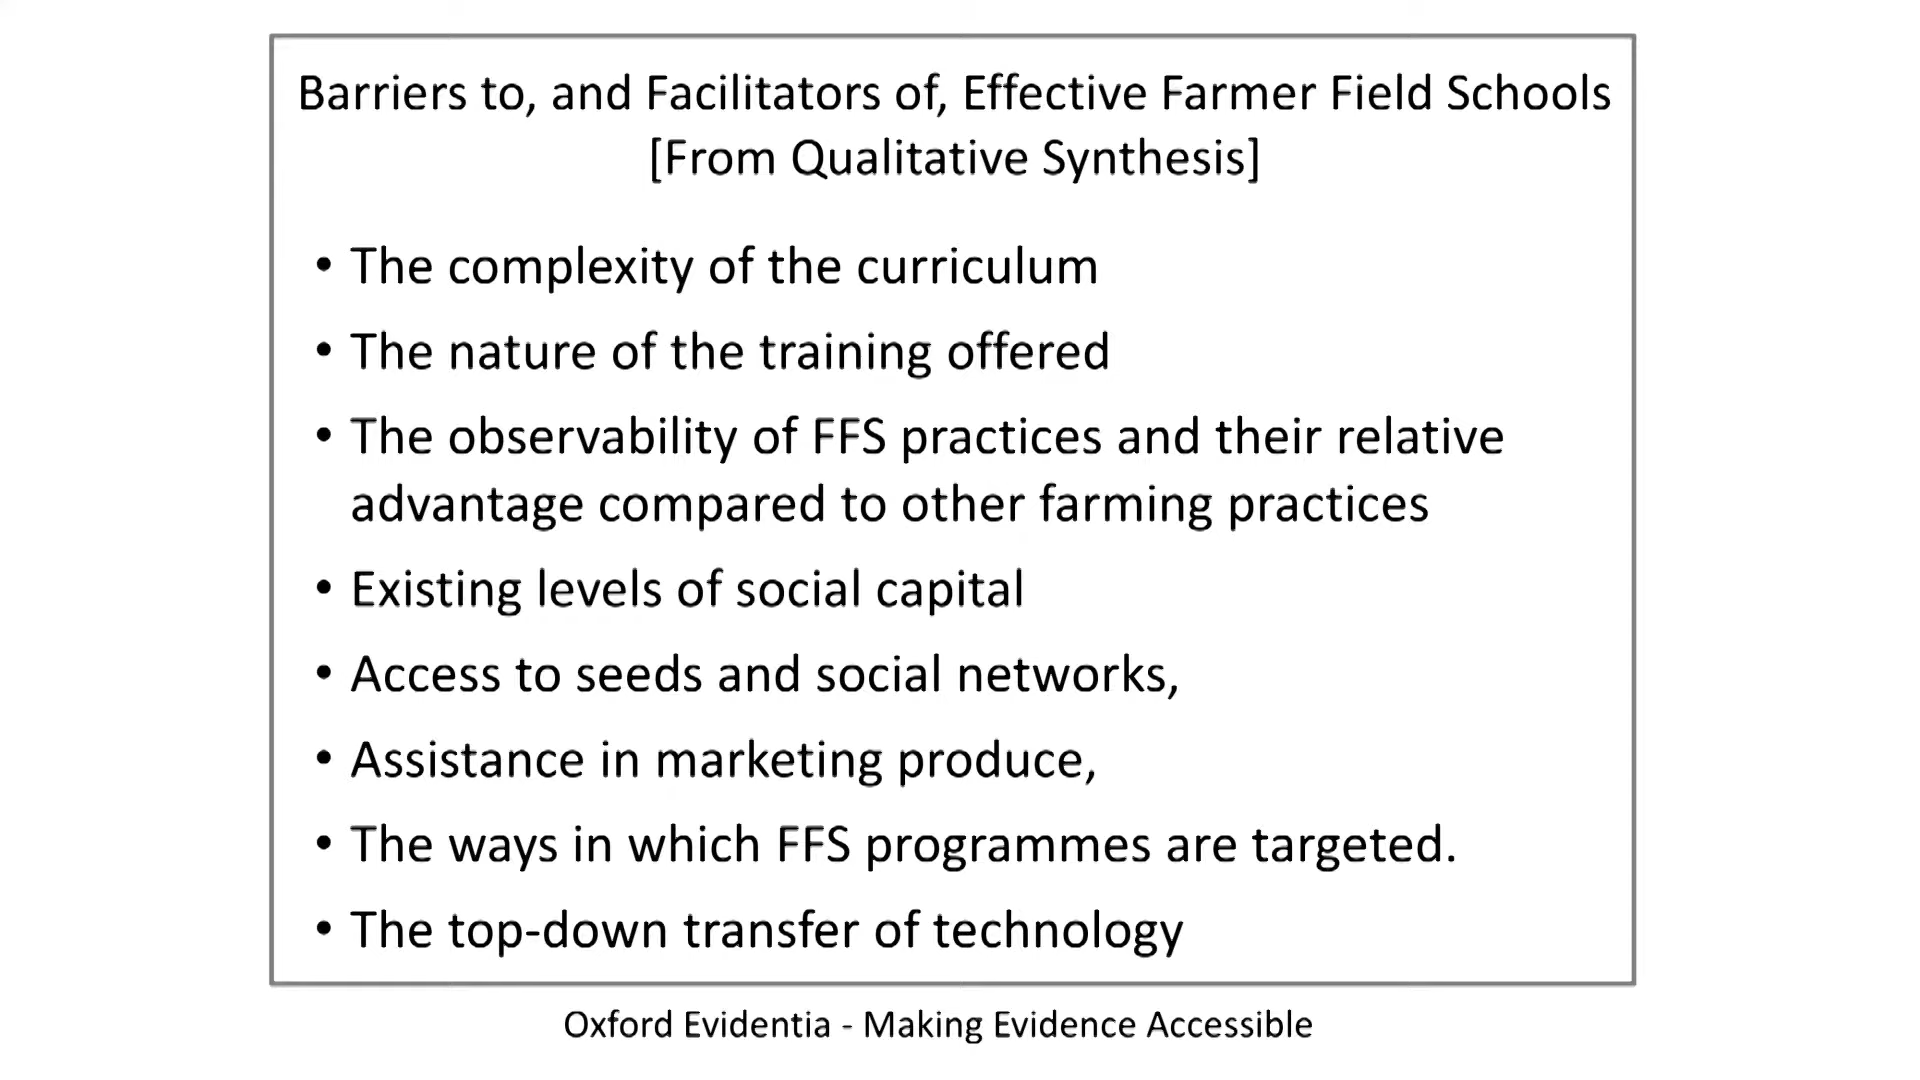 Barriers to, and Facilitators of, Effective Farmer Field Schools
[From Qualitative Synthesis]
• The complexity of the curriculum
• The nature of the training offered
• The observability of FFS practices and their relative
advantage compared to other farming practices
• Existing levels of social capital
• Access to seeds and social networks,
• Assistance in marketing produce,
• The ways in which FFS programmes are targeted.
• The top-down transfer of technology
Oxford Evidentia - Making Evidence Accessible